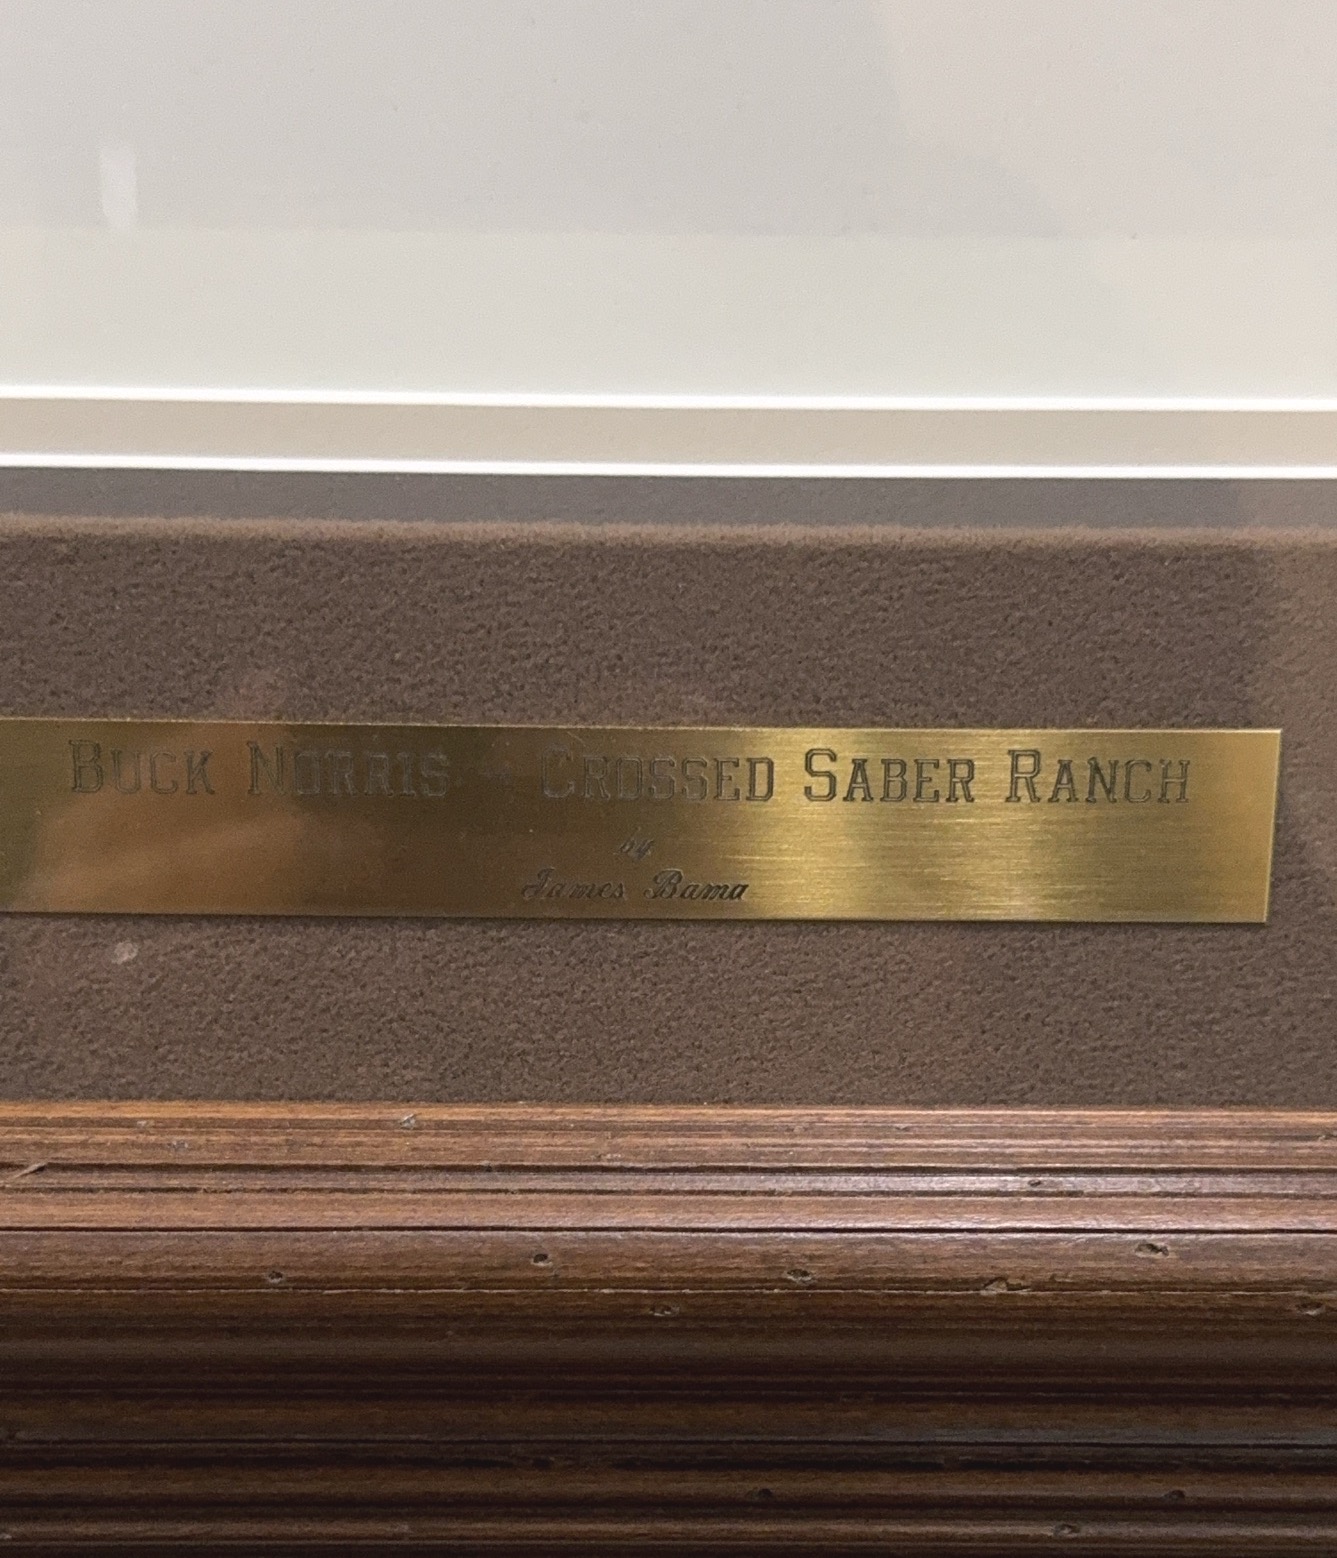 BUCK NORRIS - CROSSED SABER RANCH
by
James Bama